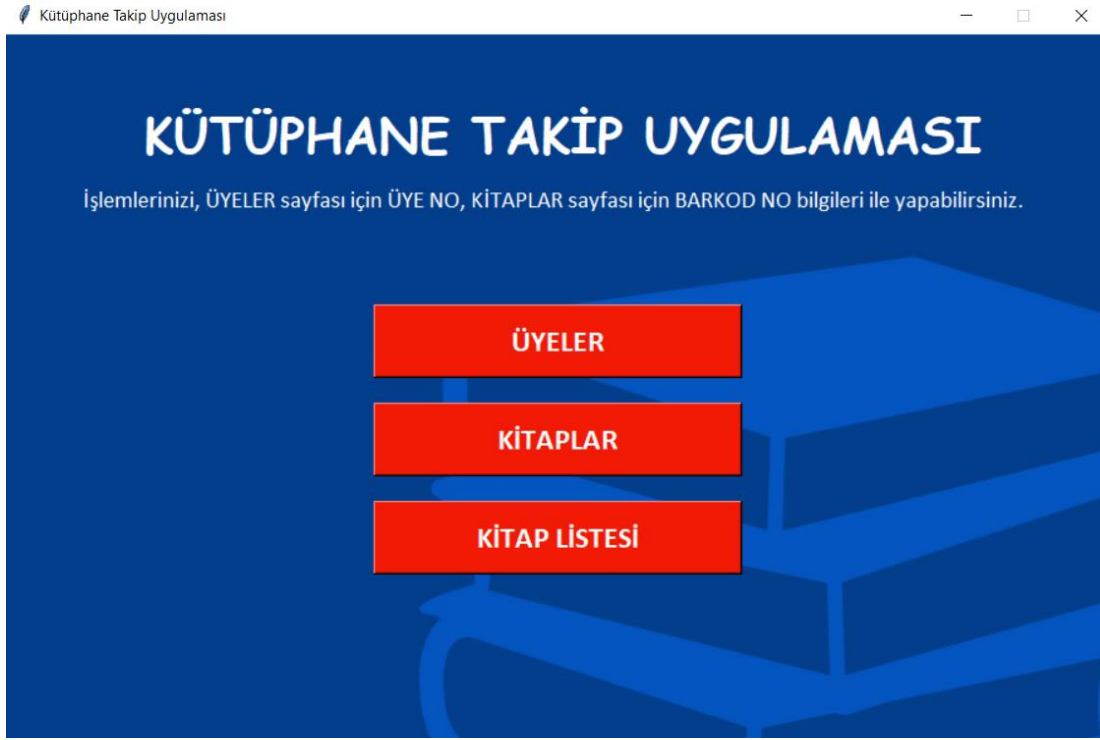 Kütüphane Takip Uygulaması
KÜTÜPHANE TAKİP UYGULAMASI
İşlemlerinizi, ÜYELER sayfası için ÜYE NO, KİTAPLAR sayfası için BARKOD NO bilgileri ile yapabilirsiniz.
ÜYELER
KİTAPLAR
KİTAP LİSTESİ